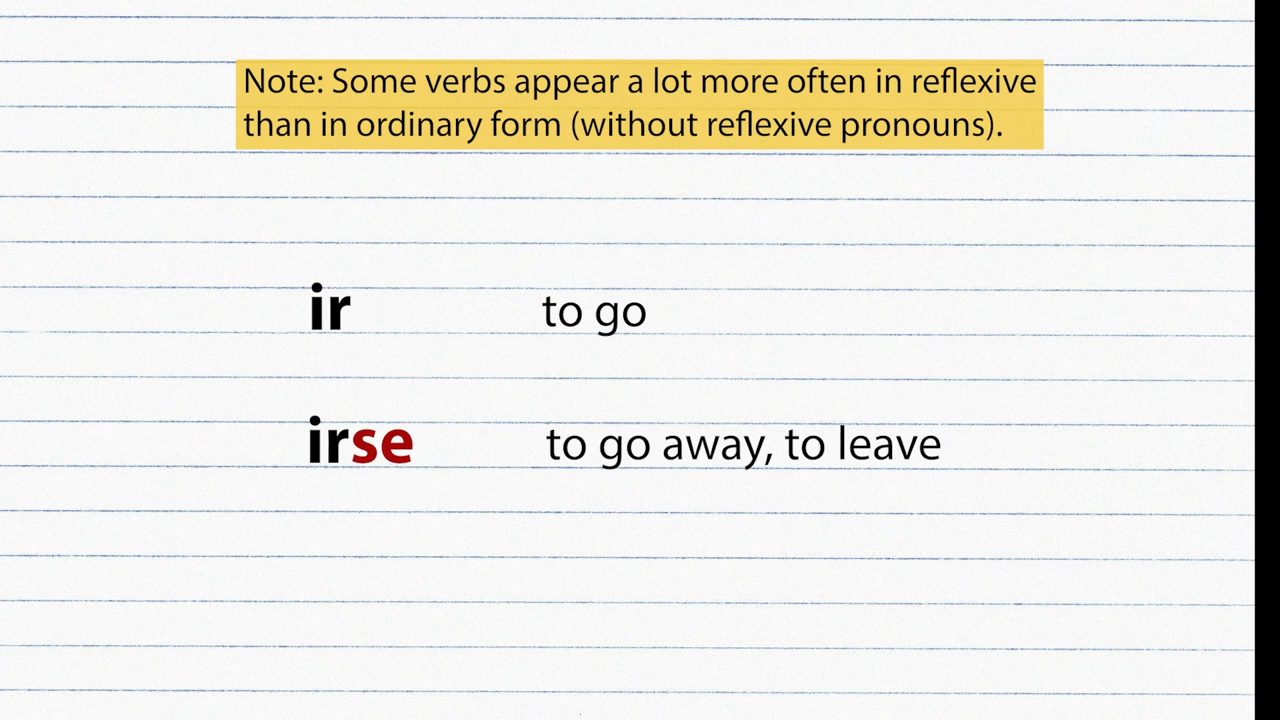 Note: Some verbs appear a lot more often in reflexive
than in ordinary form (without reflexive pronouns).
ir to go
irse to go away, to leave